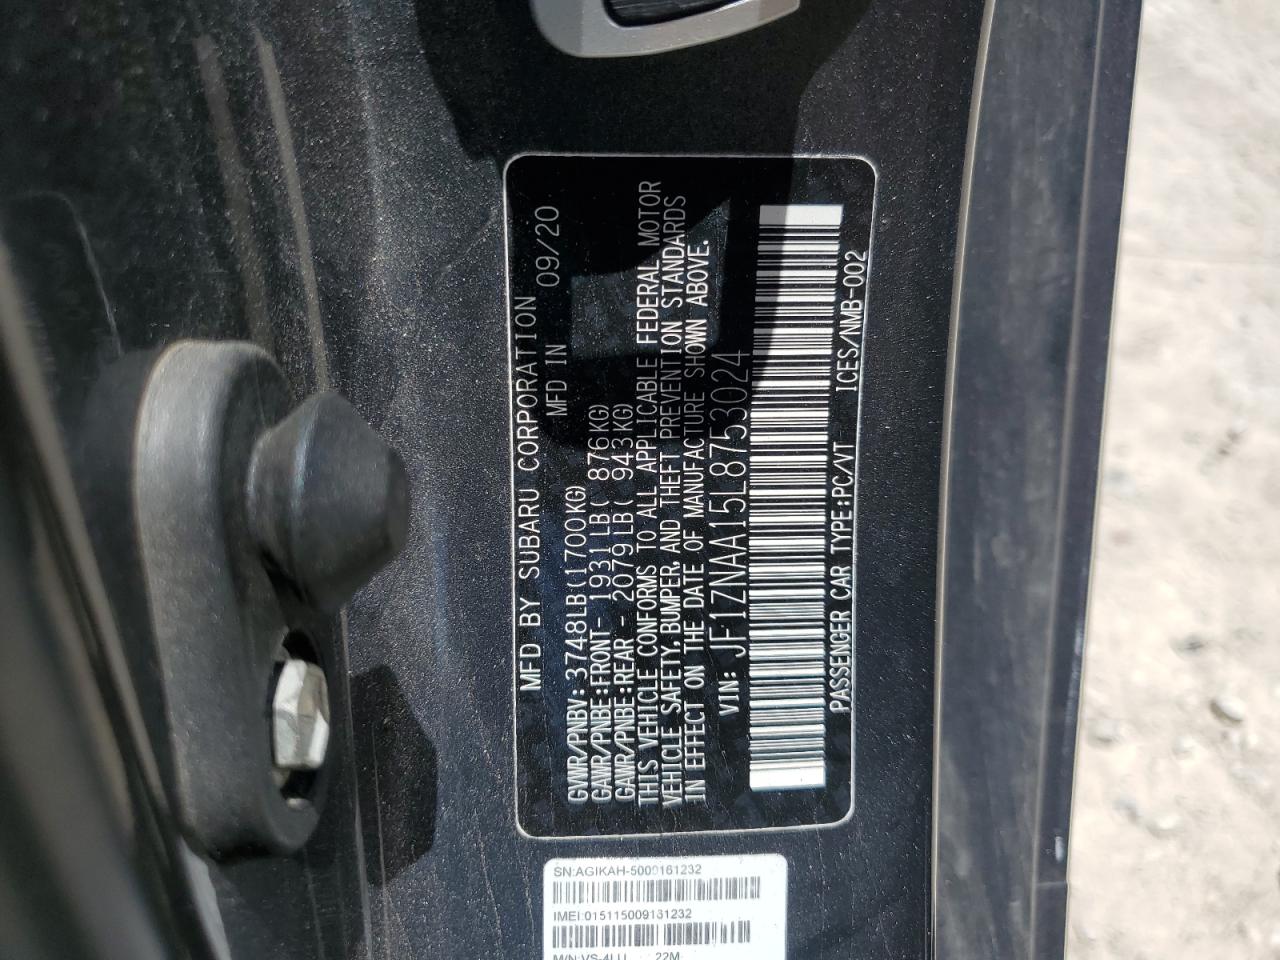 MFD BY SUBARU CORPORATION
MFD IN 09/20
GVWR/PNBV: 3748LB(1700KG)
GAWR/PNBE:FRONT- 1931LB( 876KG)
GAWR/PNBE:REAR - 2079LB( 943KG)
THIS VEHICLE CONFORMS TO ALL APPLICABLE FEDERAL MOTOR
VEHICLE SAFETY, BUMPER, AND THEFT PREVENTION STANDARDS
IN EFFECT ON THE DATE OF MANUFACTURE SHOWN ABOVE.
VIN: JF1ZNAA15L8753024
PASSENGER CAR TYPE:PC/VT ICES/NMB-002
SN:AGIKAH-5009161232
IMEI:015115009161232